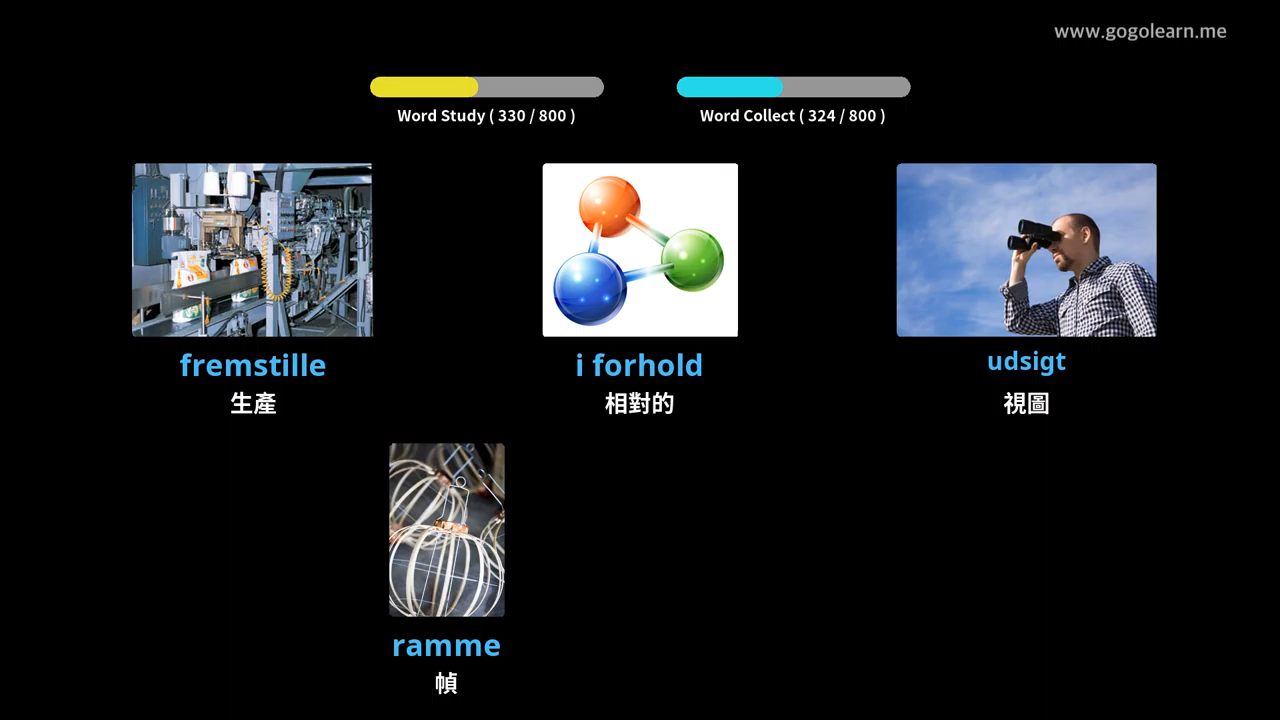 www.gogolearn.me
Word Study ( 330 / 800 )
Word Collect ( 324 / 800 )
fremstille
生產
i forhold
相對的
udsigt
視圖
ramme
幀